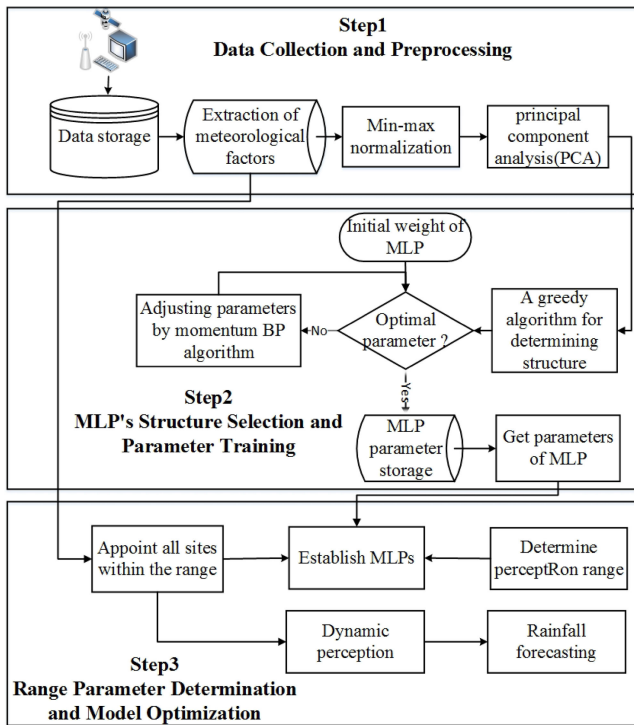 Step1
Data Collection and Preprocessing
Data storage
Extraction of
meteorological
factors
Min-max
normalization
principal
component
analysis(PCA)
Initial weight of
MLP
Adjusting parameters
by momentum BP
algorithm
No
Optimal
parameter ?
A greedy
algorithm for
determining
structure
Yes
Step2
MLP's Structure Selection and
Parameter Training
MLP
parameter
storage
Get parameters
of MLP
Appoint all sites
within the range
Establish MLPs
Determine
perceptRon range
Dynamic
perception
Rainfall
forecasting
Step3
Range Parameter Determination
and Model Optimization